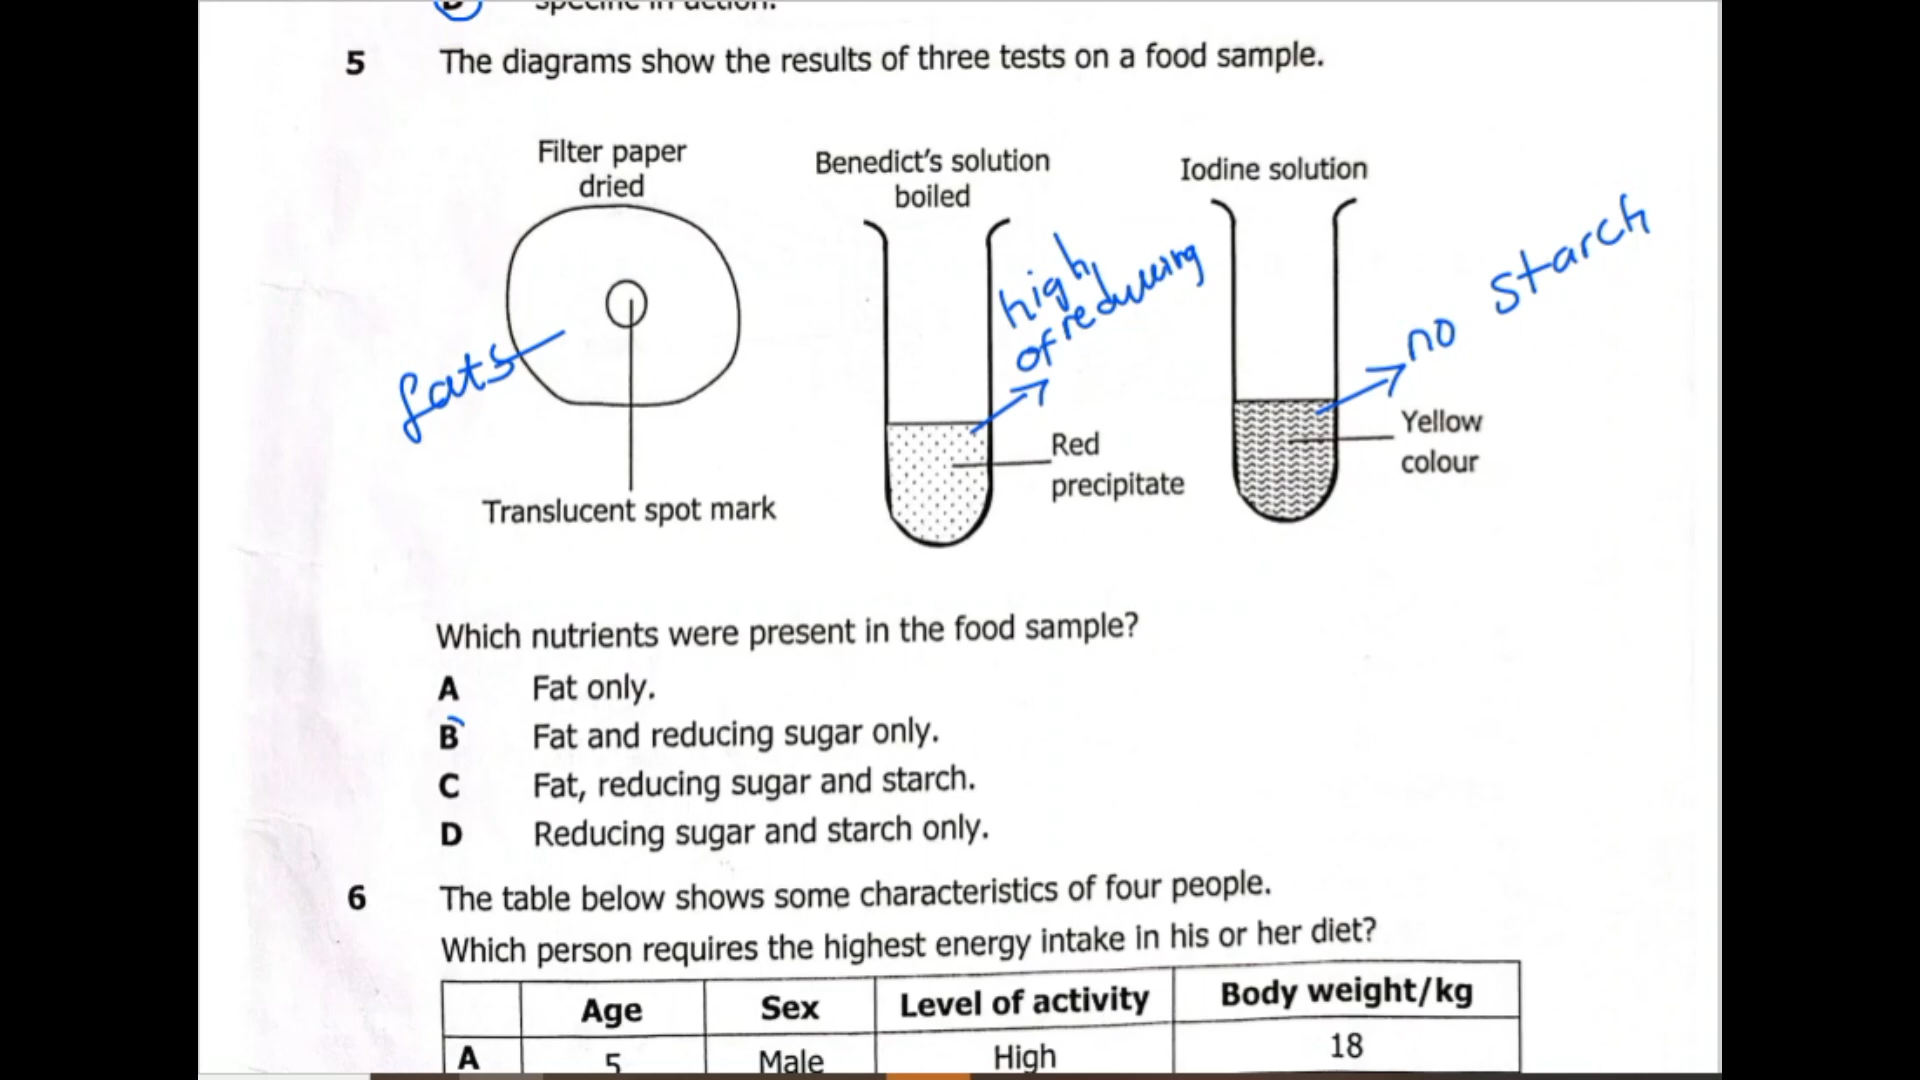 D specific in action.
5 The diagrams show the results of three tests on a food sample.
Filter paper
dried
Benedict's solution
boiled
Iodine solution
fats
high
of reducing
no starch
Red
precipitate
Yellow
colour
Translucent spot mark
Which nutrients were present in the food sample?
A Fat only.
B Fat and reducing sugar only.
C Fat, reducing sugar and starch.
D Reducing sugar and starch only.
6 The table below shows some characteristics of four people.
Which person requires the highest energy intake in his or her diet?
Age Sex Level of activity Body weight/kg
A 5 Male High 18